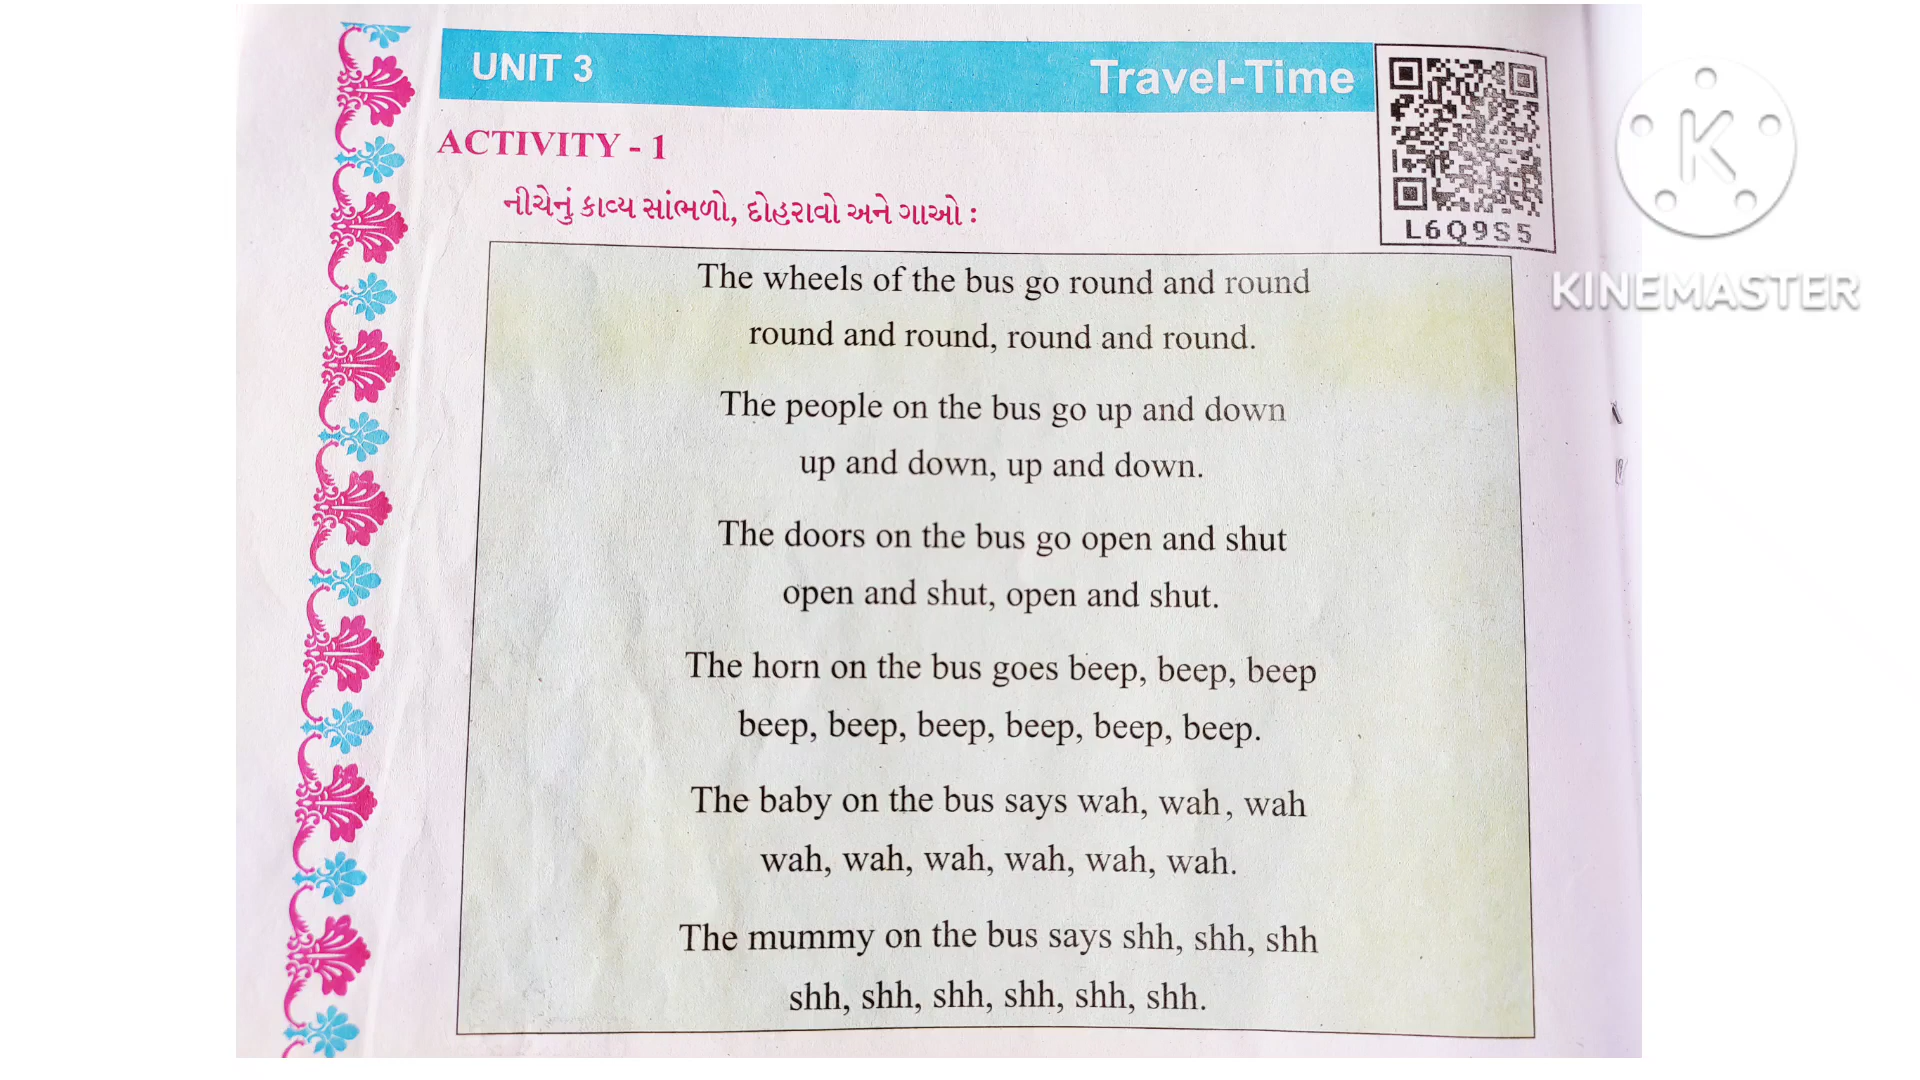 UNIT 3
Travel-Time
ACTIVITY - 1
નીચેનું કાવ્ય સાંભળો, દોહરાવો અને ગાઓ :
L6Q9S5
KINEMASTER
The wheels of the bus go round and round
round and round, round and round.
The people on the bus go up and down
up and down, up and down.
The doors on the bus go open and shut
open and shut, open and shut.
The horn on the bus goes beep, beep, beep
beep, beep, beep, beep, beep, beep.
The baby on the bus says wah, wah, wah
wah, wah, wah, wah, wah, wah.
The mummy on the bus says shh, shh, shh
shh, shh, shh, shh, shh, shh.